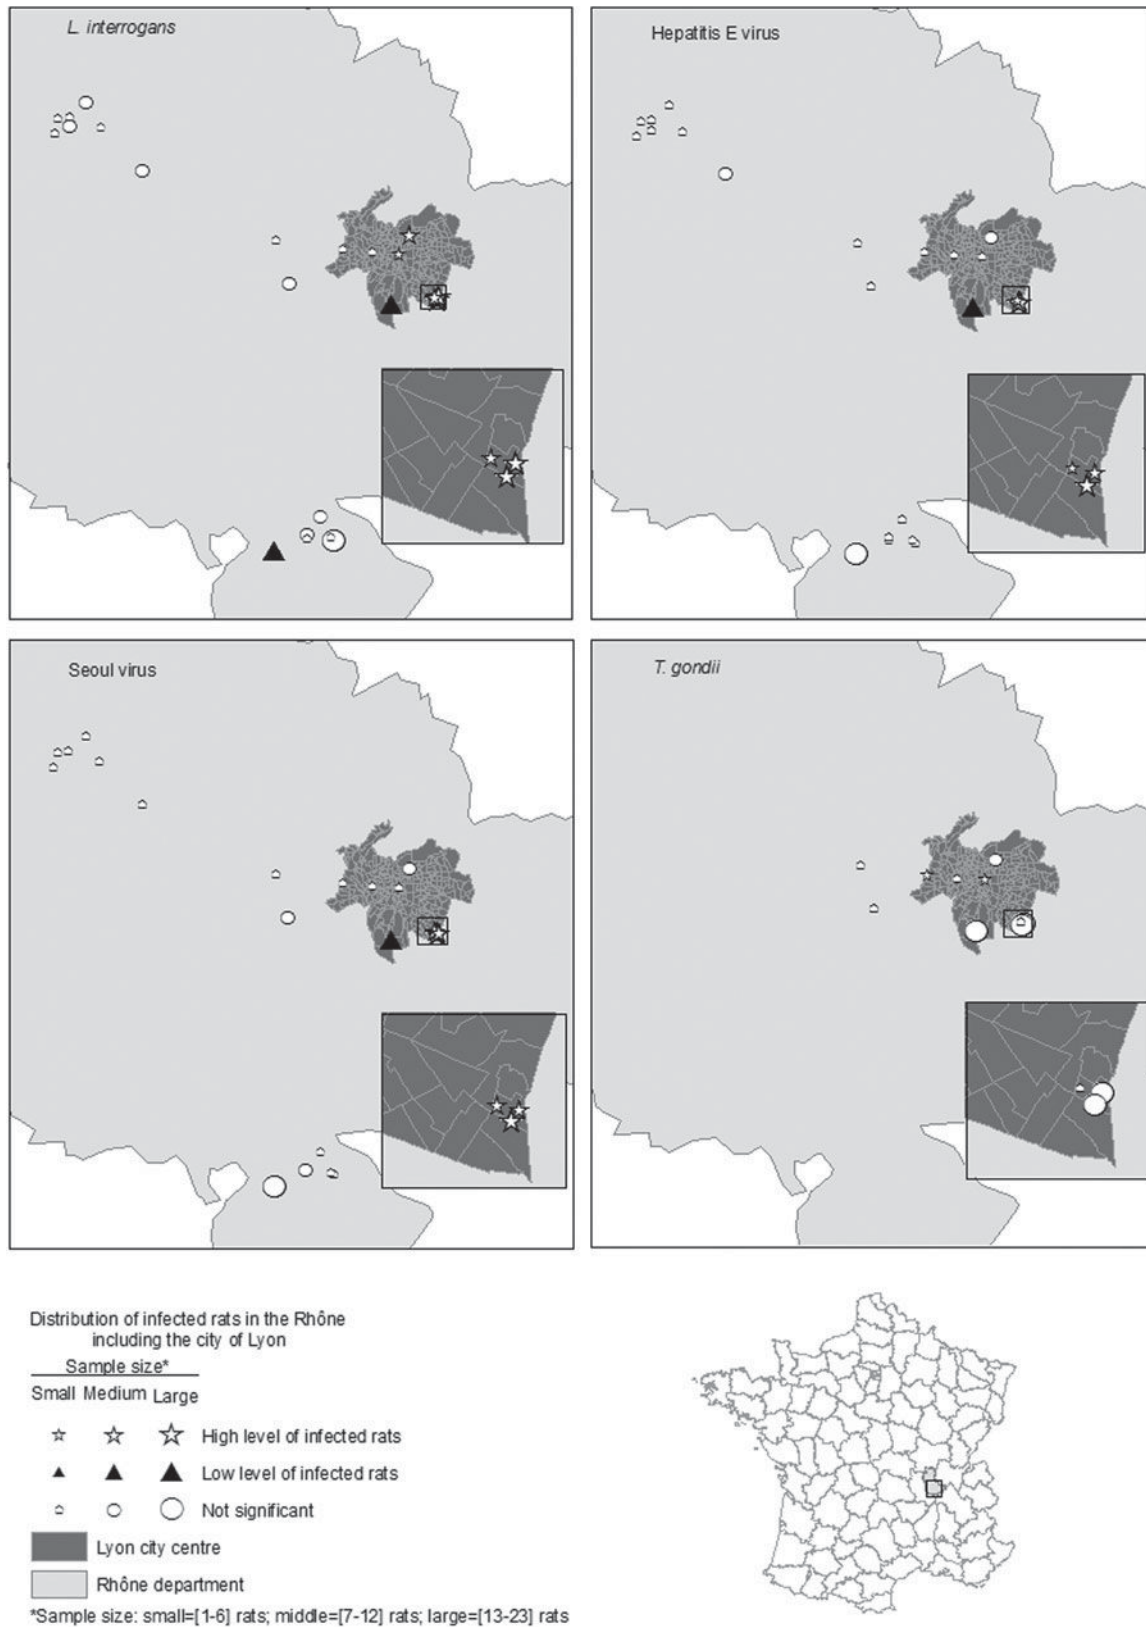 L. interrogans
Hepatitis E virus
Seoul virus
T. gondii
Distribution of infected rats in the Rhône
including the city of Lyon
Sample size*
Small Medium Large
High level of infected rats
Low level of infected rats
Not significant
Lyon city centre
Rhône department
*Sample size: small=[1-6] rats; middle=[7-12] rats; large=[13-23] rats